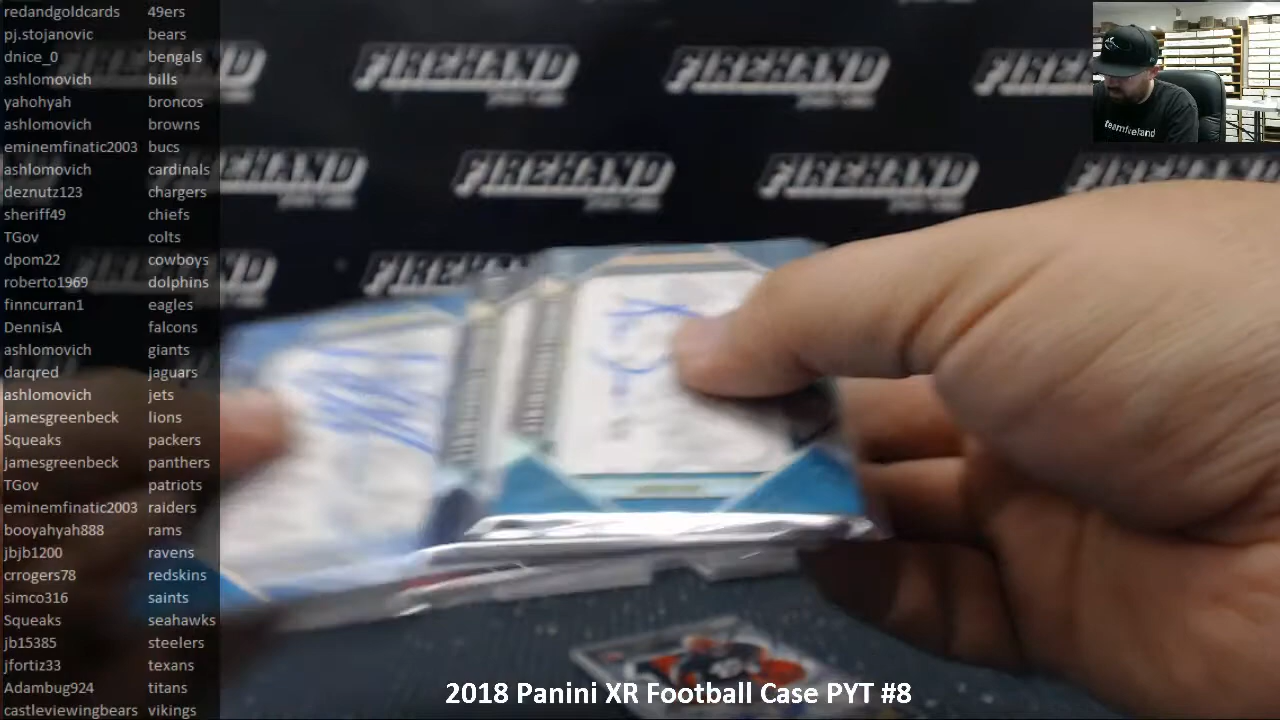 redandgoldcards 49ers
pj.stojanovic bears
dnice_0 bengals
ashlomovich bills
yahohyah broncos
ashlomovich browns
eminemfinatic2003 bucs
ashlomovich cardinals
deznutz123 chargers
sheriff49 chiefs
TGov colts
dpom22 cowboys
roberto1969 dolphins
finncurran1 eagles
DennisA falcons
ashlomovich giants
darqred jaguars
ashlomovich jets
jamesgreenbeck lions
Squeaks packers
jamesgreenbeck panthers
TGov patriots
eminemfinatic2003 raiders
booyahyah888 rams
jbjb1200 ravens
crrogers78 redskins
simco316 saints
Squeaks seahawks
jb15385 steelers
jfortiz33 texans
Adambug924 titans
castleviewingbears vikings
FIREHAND FIREHAND FIREHAND
FIREHAND FIREHAND FIREHAND
FIREHAND
teamfirehand
2018 Panini XR Football Case PYT #8